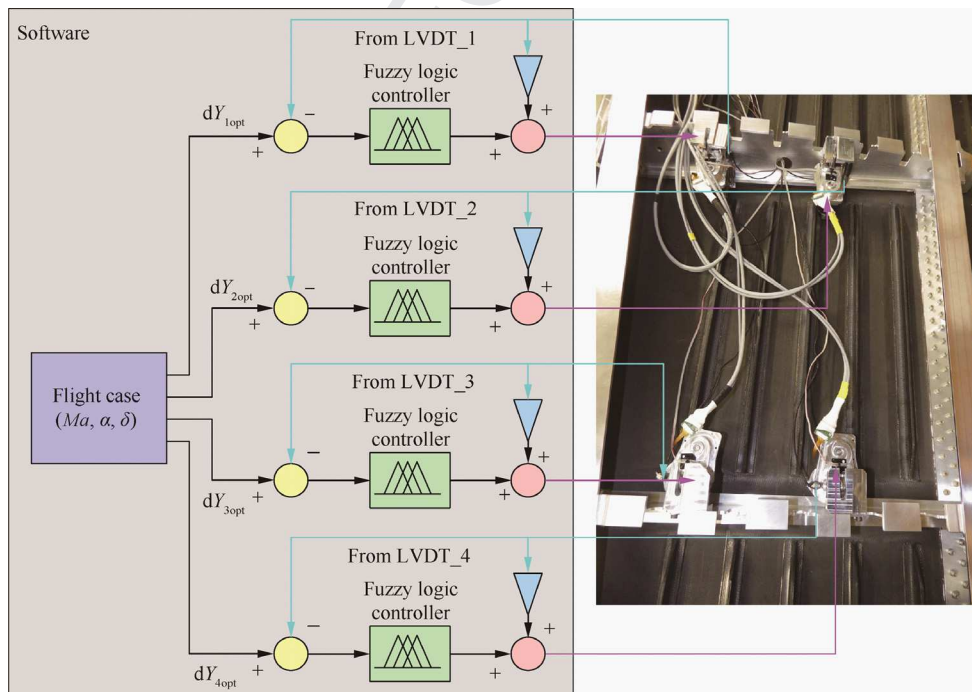 Software
From LVDT_1
Fuzzy logic
controller
dY1opt
−
+
+
+
From LVDT_2
Fuzzy logic
controller
dY2opt
−
+
+
+
Flight case
(Ma, α, δ)
From LVDT_3
Fuzzy logic
controller
−
+
+
+
dY3opt
From LVDT_4
Fuzzy logic
controller
−
+
+
+
dY4opt